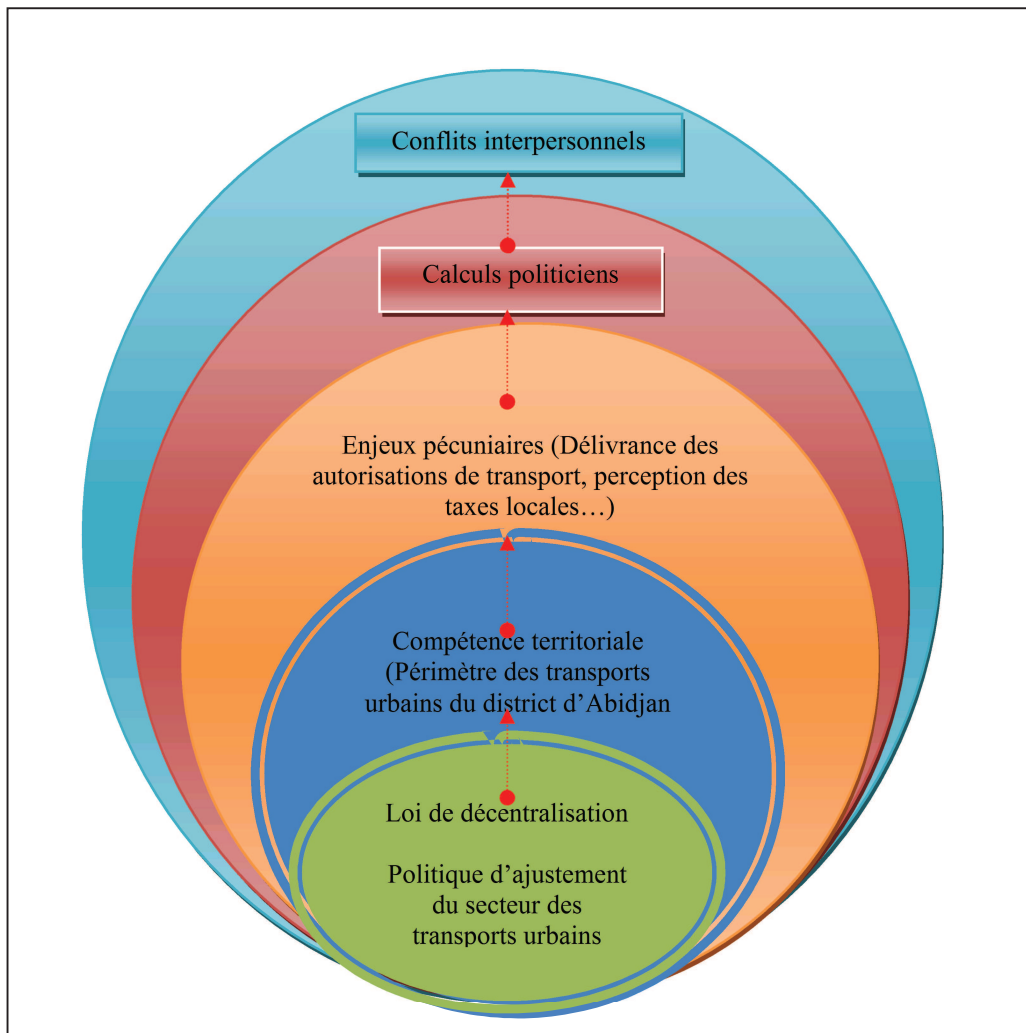 Conflits interpersonnels
Calculs politiciens
Enjeux pécuniaires (Délivrance des
autorisations de transport, perception des
taxes locales…)
Compétence territoriale
(Périmètre des transports
urbains du district d’Abidjan
Loi de décentralisation
Politique d’ajustement
du secteur des
transports urbains